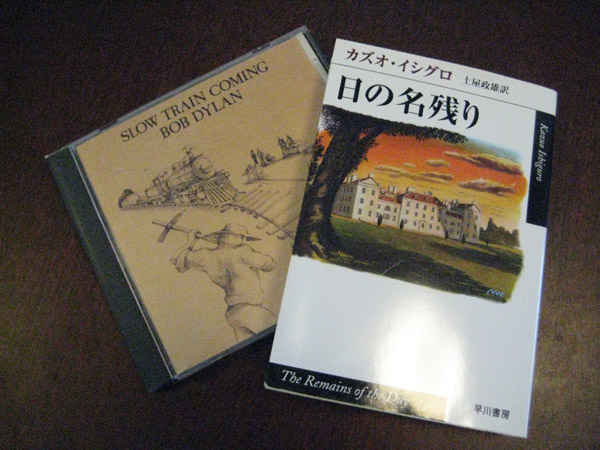 SLOW TRAIN COMING
BOB DYLAN
カズオ・イシグロ
土屋政雄訳
日の名残り
Kazuo Ishiguro
The Remains of the Day
早川書房